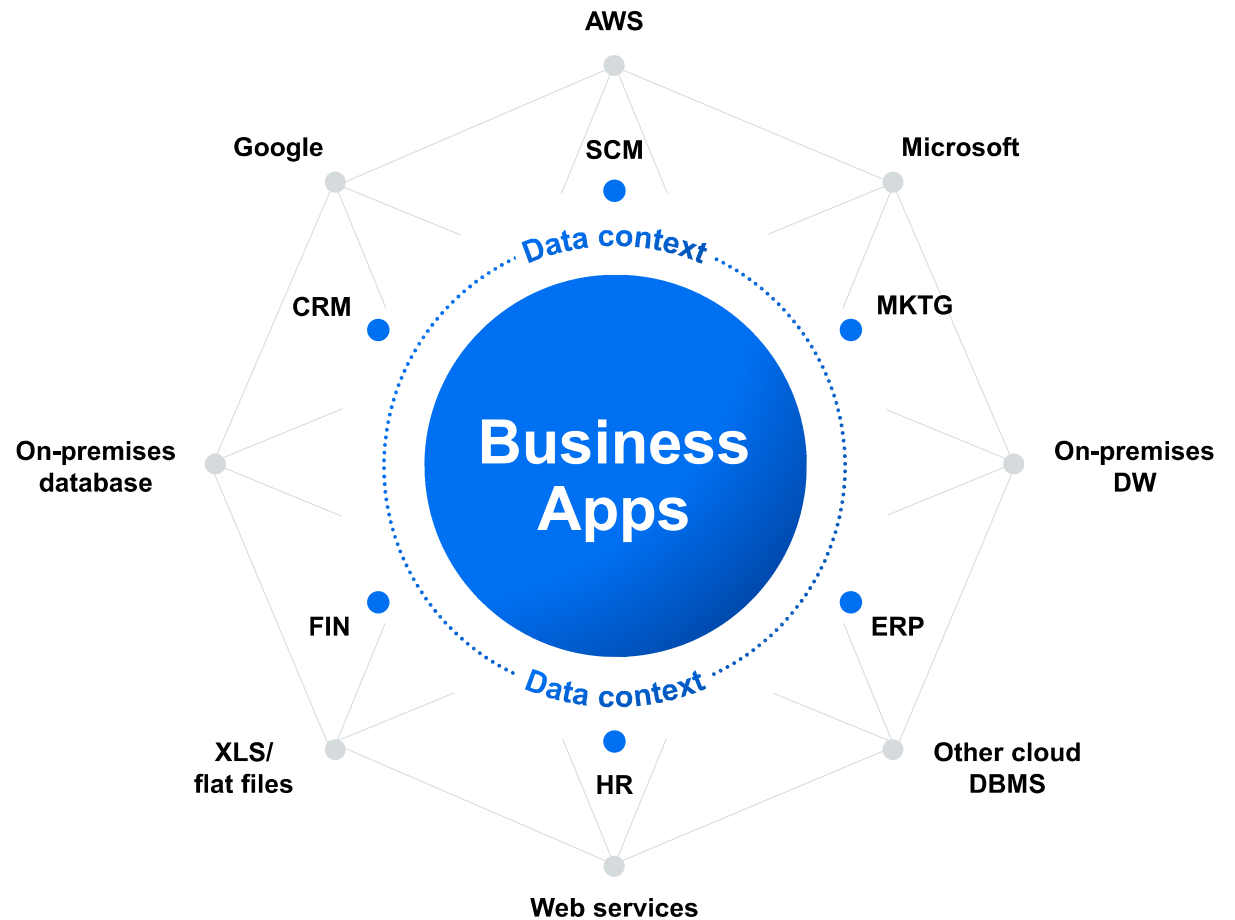 AWS
Google
Microsoft
SCM
Data context
CRM
MKTG
Business
Apps
On-premises
database
On-premises
DW
FIN
ERP
Data context
XLS/
flat files
HR
Other cloud
DBMS
Web services